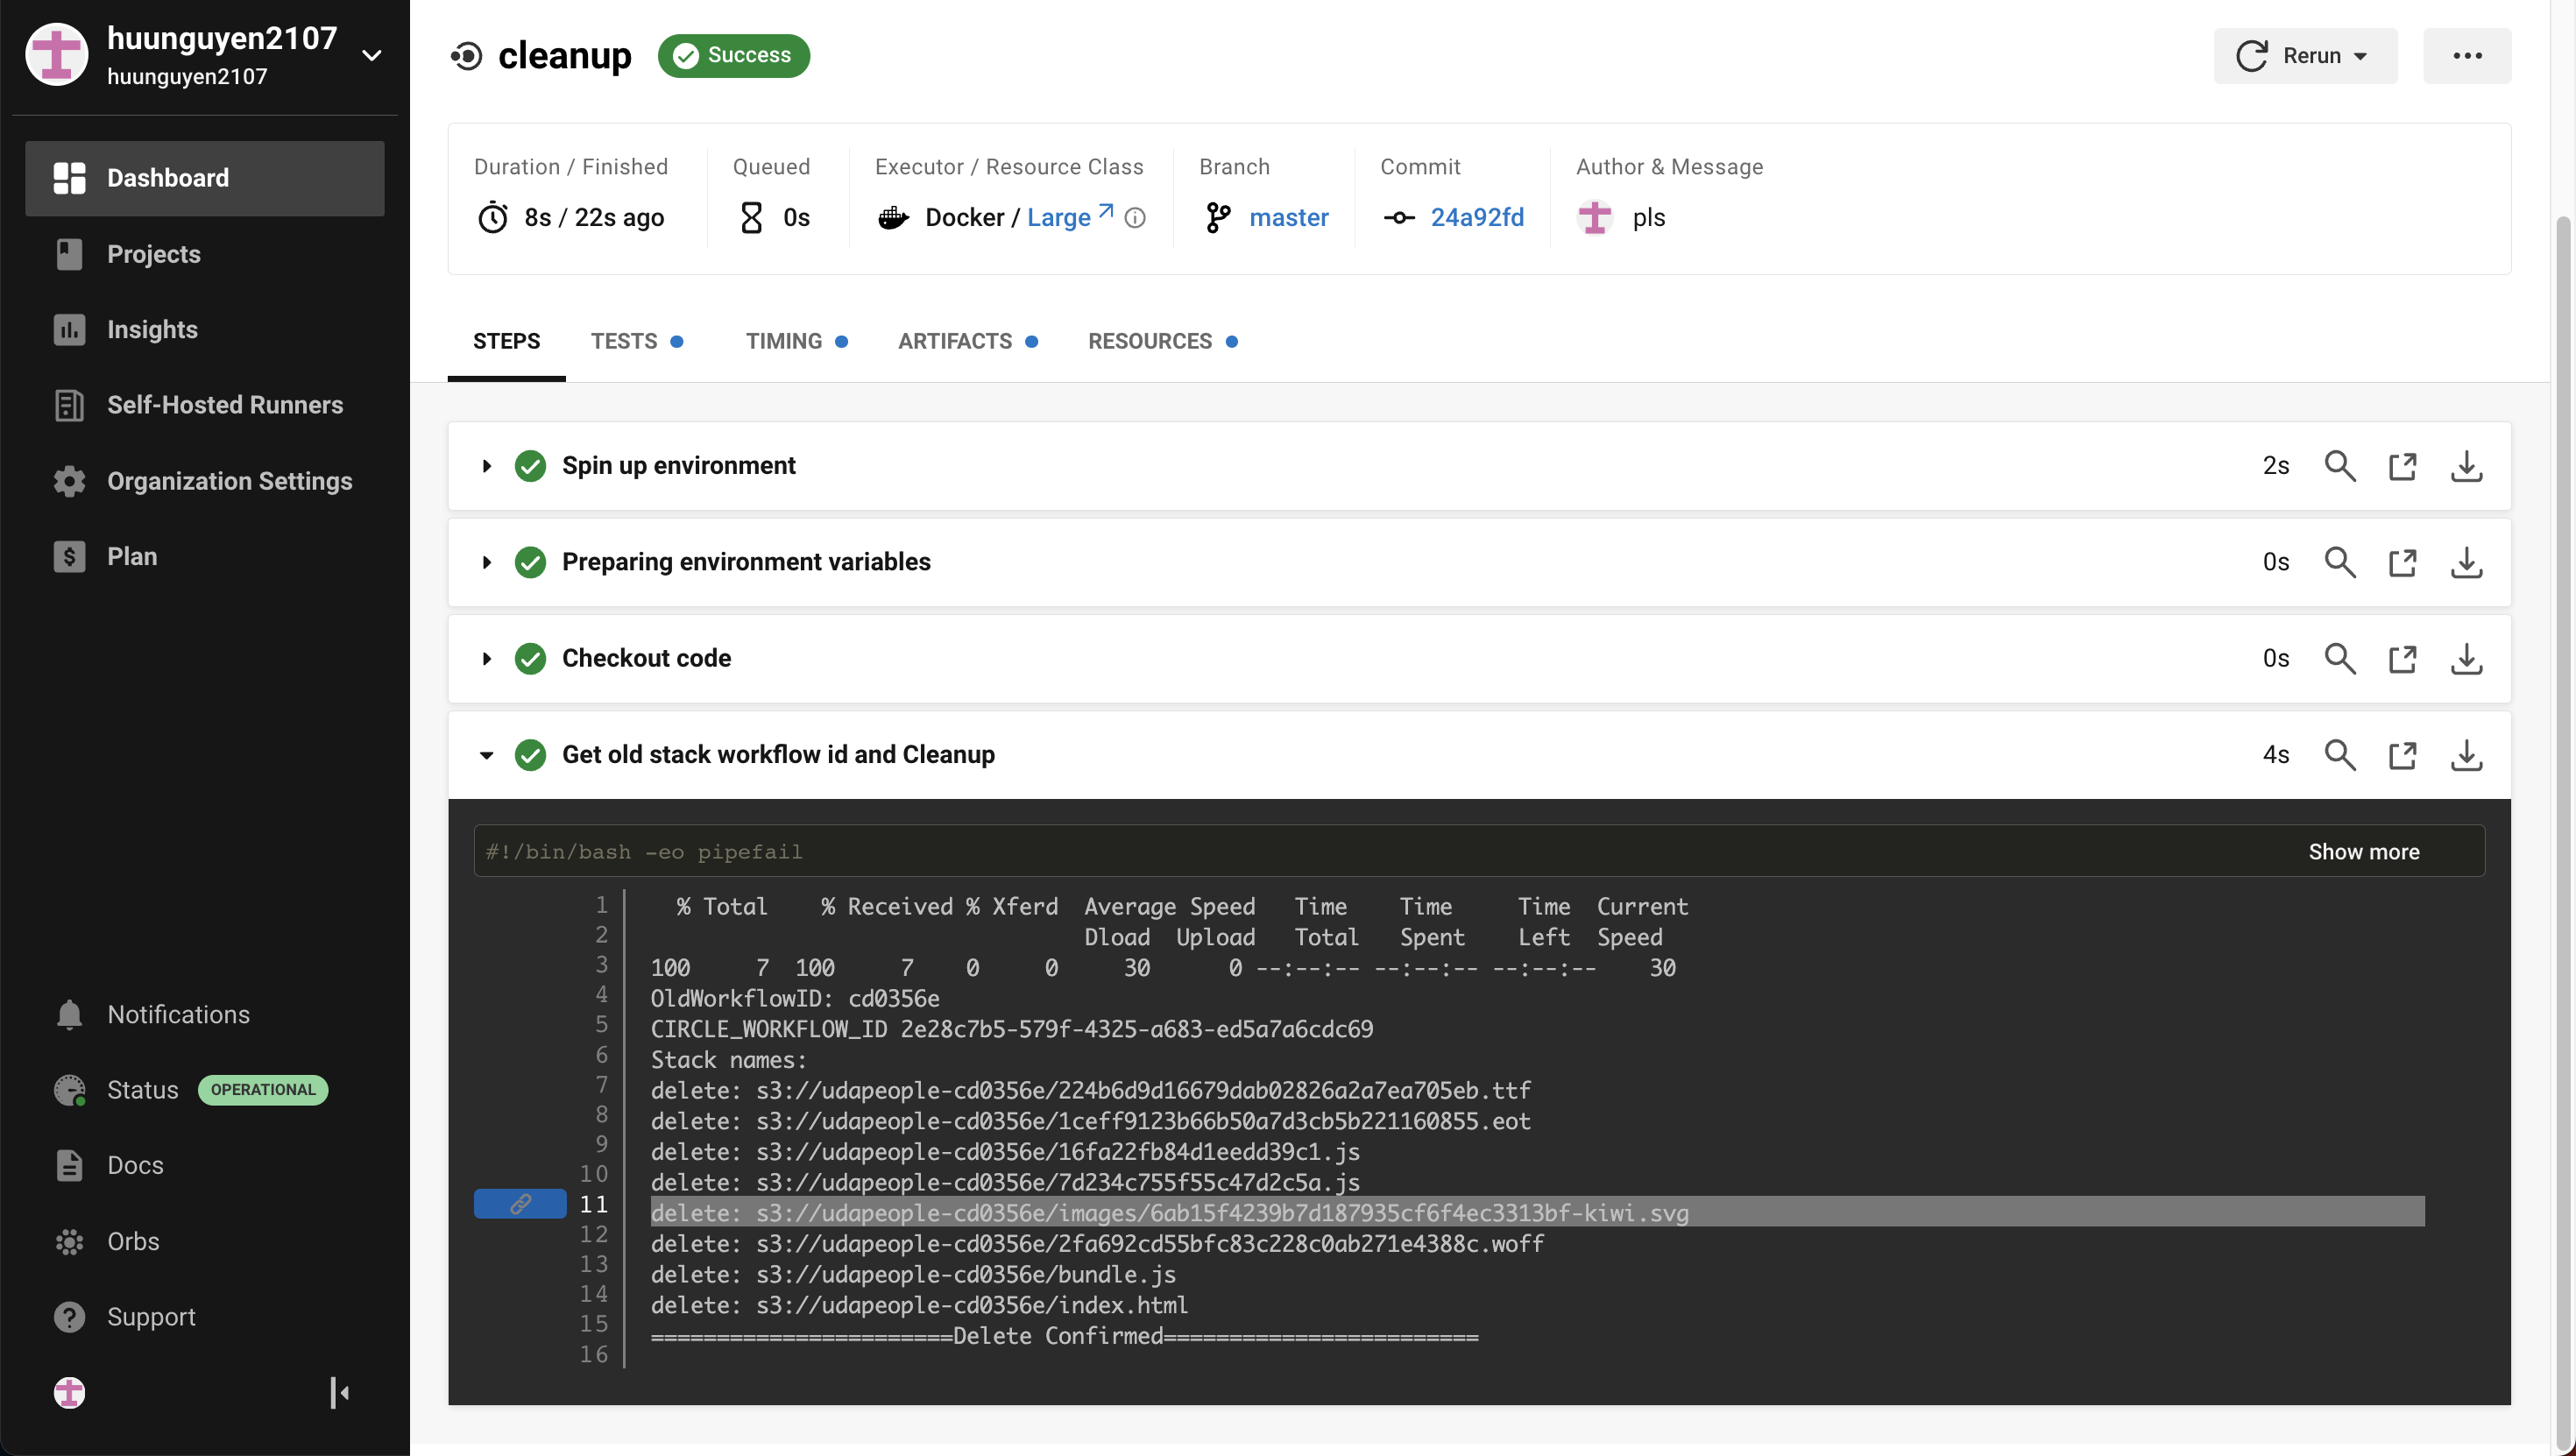 huunguyen2107
huunguyen2107
Dashboard
Projects
Insights
Self-Hosted Runners
Organization Settings
Plan
Notifications
Status OPERATIONAL
Docs
Orbs
Support
cleanup Success
Rerun
Duration / Finished
8s / 22s ago
Queued
0s
Executor / Resource Class
Docker / Large
Branch
master
Commit
24a92fd
Author & Message
pls
STEPS TESTS TIMING ARTIFACTS RESOURCES
Spin up environment 2s
Preparing environment variables 0s
Checkout code 0s
Get old stack workflow id and Cleanup 4s
#!/bin/bash -eo pipefail Show more
1 % Total % Received % Xferd Average Speed Time Time Time Current
2 Dload Upload Total Spent Left Speed
3 100 7 100 7 0 0 30 0 --:--:-- --:--:-- --:--:-- 30
4 OldWorkflowID: cd0356e
5 CIRCLE_WORKFLOW_ID 2e28c7b5-579f-4325-a683-ed5a7a6cdc69
6 Stack names:
7 delete: s3://udapeople-cd0356e/224b6d9d16679dab02826a2a7ea705eb.ttf
8 delete: s3://udapeople-cd0356e/1ceff9123b66b50a7d3cb5b221160855.eot
9 delete: s3://udapeople-cd0356e/16fa22fb84d1eedd39c1.js
10 delete: s3://udapeople-cd0356e/7d234c755f55c47d2c5a.js
11 delete: s3://udapeople-cd0356e/images/6ab15f4239b7d187935cf6f4ec3313bf-kiwi.svg
12 delete: s3://udapeople-cd0356e/2fa692cd55bfc83c228c0ab271e4388c.woff
13 delete: s3://udapeople-cd0356e/bundle.js
14 delete: s3://udapeople-cd0356e/index.html
15 =======================Delete Confirmed========================
16